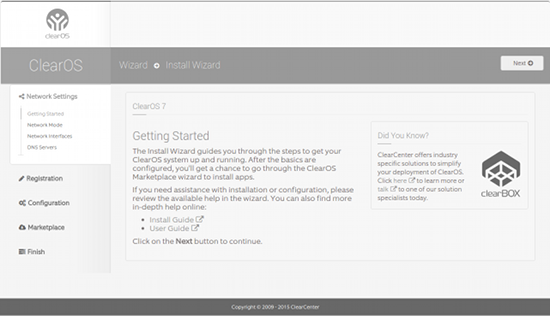 clearOS
ClearOS
Wizard Install Wizard
Next
Network Settings
Getting Started
Network Mode
Network Interfaces
DNS Servers
Registration
Configuration
Marketplace
Finish
ClearOS 7
Getting Started
The Install Wizard guides you through the steps to get your
ClearOS system up and running. After the basics are
configured, you'll get a chance to go through the ClearOS
Marketplace wizard to install apps.
If you need assistance with installation or configuration, please
review the available help in the wizard. You can also find more
in-depth help online:
• Install Guide
• User Guide
Click on the Next button to continue.
Did You Know?
ClearCenter offers industry
specific solutions to simplify
your deployment of ClearOS.
Click here to learn more or
talk to one of our solution
specialists today.
clearBOX
Copyright © 2009 - 2015 ClearCenter